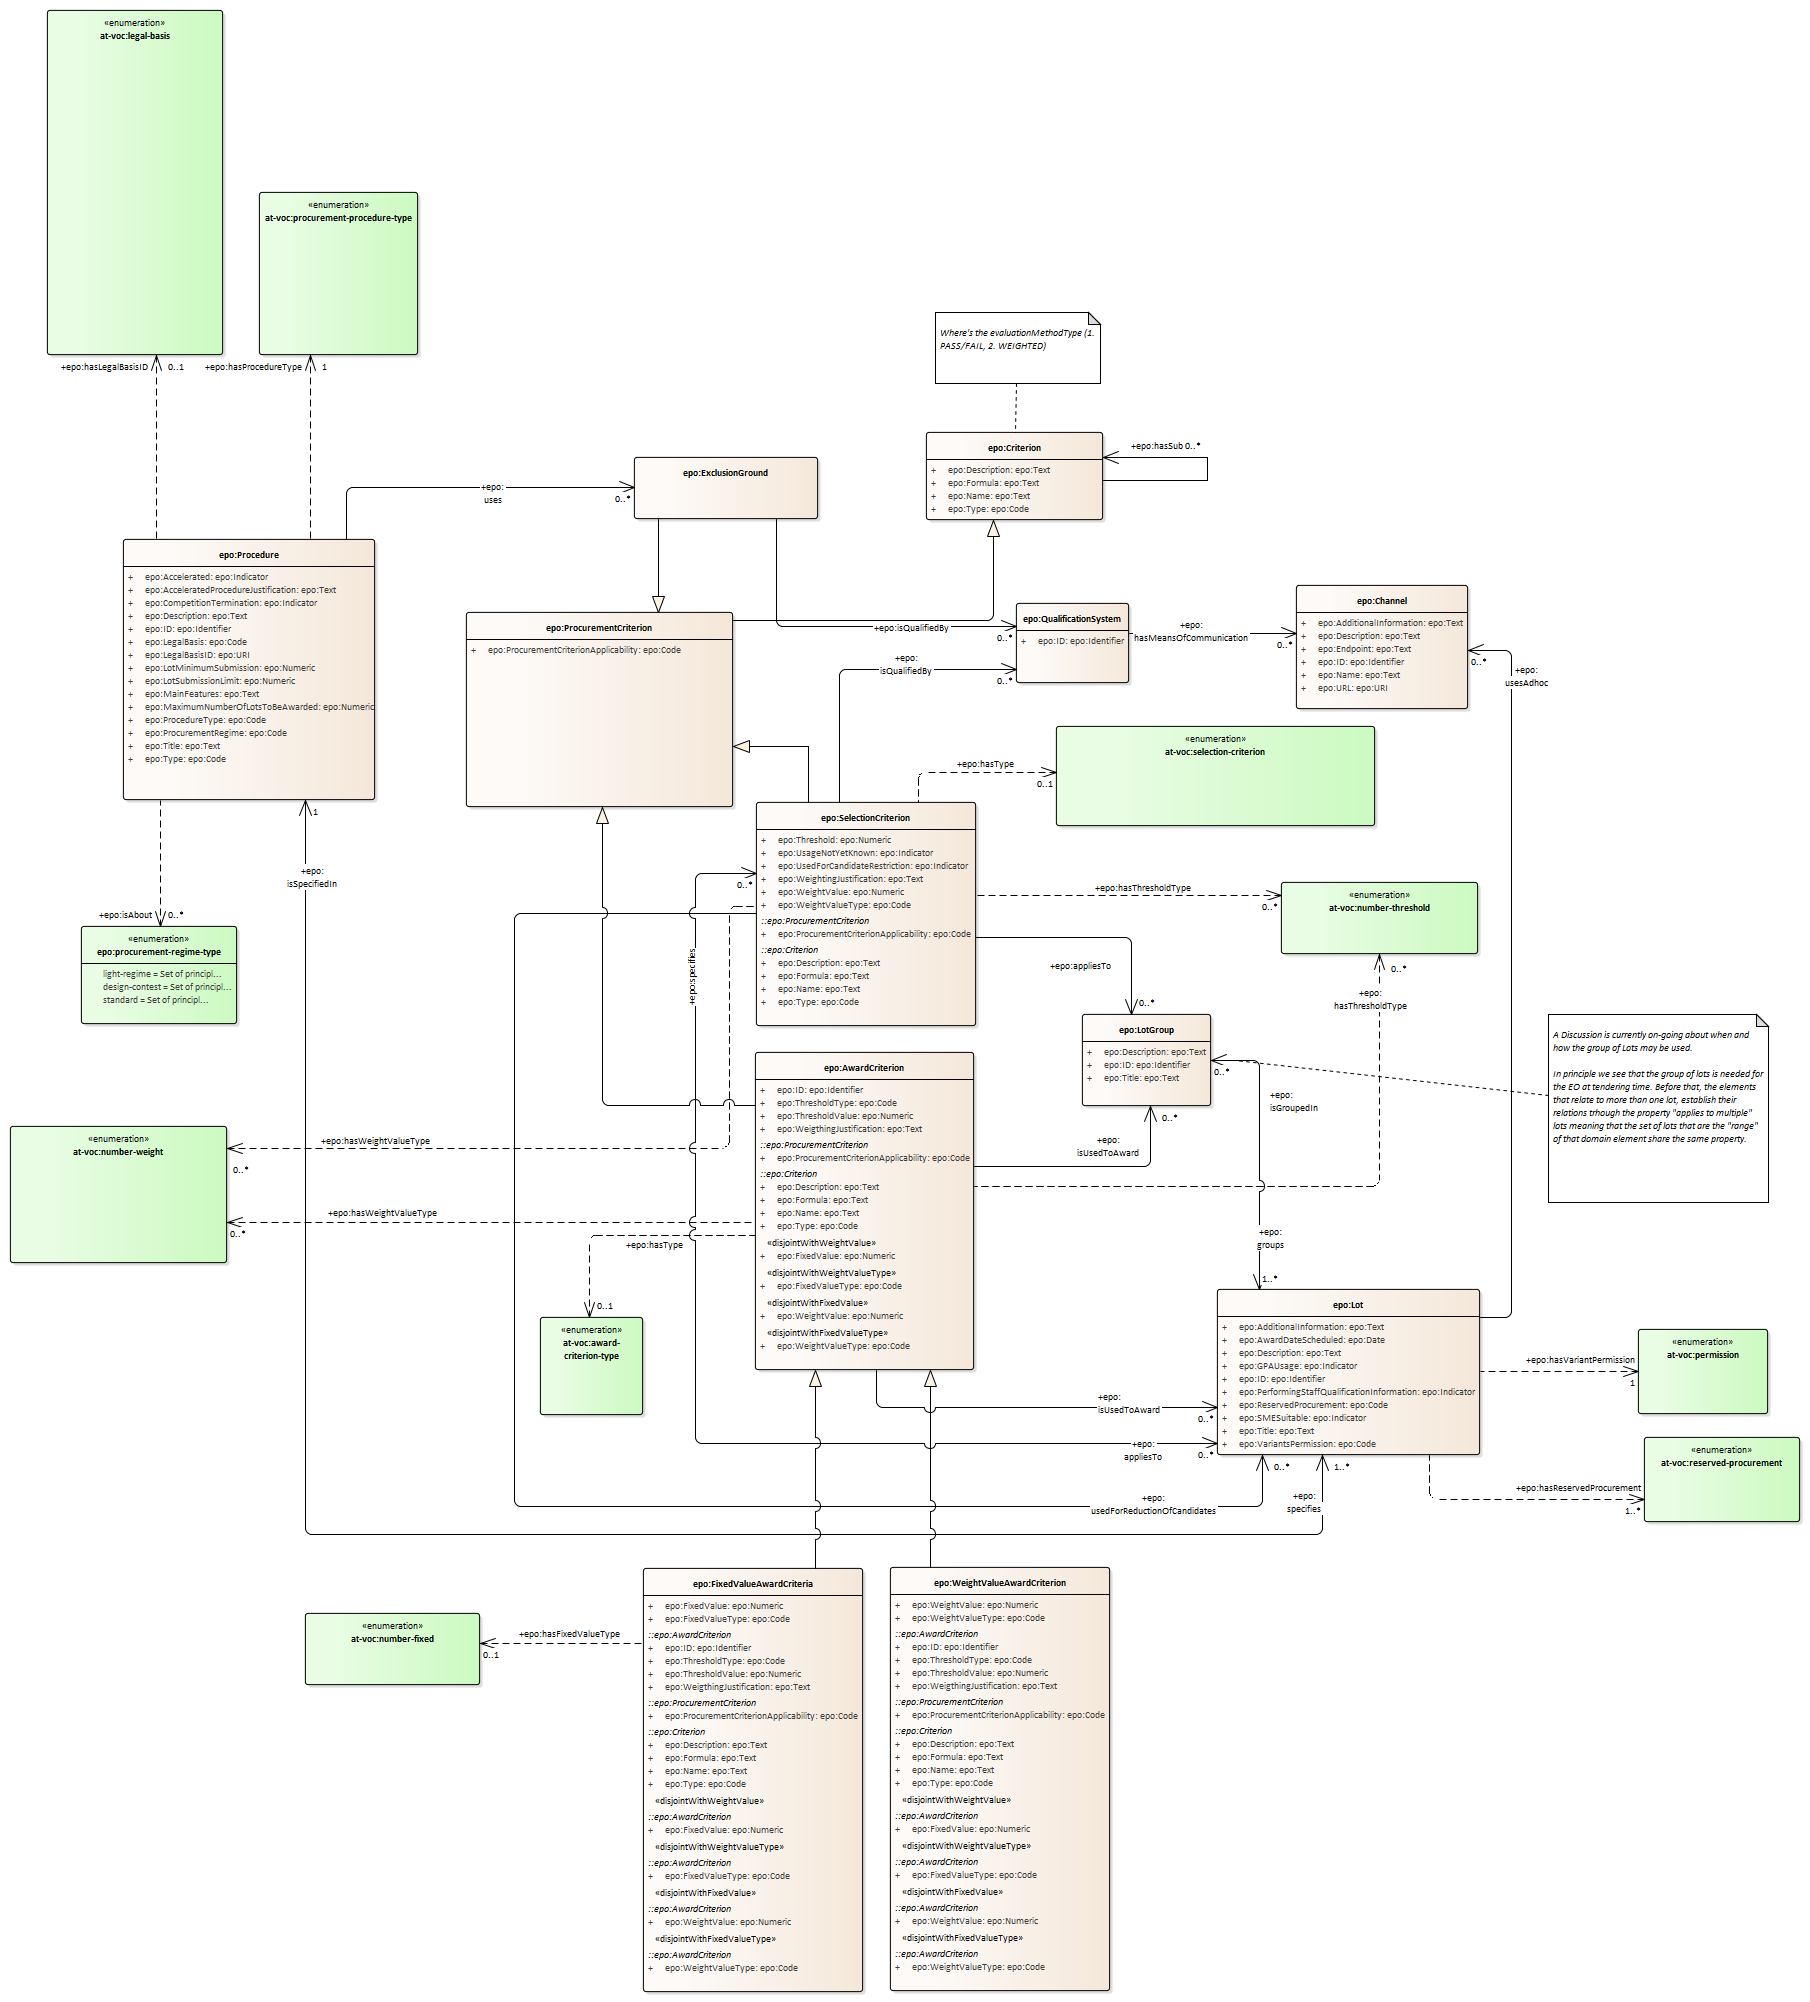 «enumeration»
at-voc:legal-basis
«enumeration»
at-voc:procurement-procedure-type
+epo:hasLegalBasisID
0..1
+epo:hasProcedureType
1
Where's the evaluationMethodType (1.
PASS/FAIL, 2. WEIGHTED)
epo:Criterion
+ epo:Description: epo:Text
+ epo:Formula: epo:Text
+ epo:Name: epo:Text
+ epo:Type: epo:Code
+epo:hasSub 0..*
epo:ExclusionGround
+epo:
uses
0..*
epo:Procedure
+ epo:Accelerated: epo:Indicator
+ epo:AcceleratedProcedureJustification: epo:Text
+ epo:CompetitionTermination: epo:Indicator
+ epo:Description: epo:Text
+ epo:ID: epo:Identifier
+ epo:LegalBasis: epo:Code
+ epo:LegalBasisID: epo:URI
+ epo:LotMinimumSubmission: epo:Numeric
+ epo:LotSubmissionLimit: epo:Numeric
+ epo:MainFeatures: epo:Text
+ epo:MaximumNumberOfLotsToBeAwarded: epo:Numeric
+ epo:ProcedureType: epo:Code
+ epo:ProcurementRegime: epo:Code
+ epo:Title: epo:Text
+ epo:Type: epo:Code
epo:ProcurementCriterion
+ epo:ProcurementCriterionApplicability: epo:Code
+epo:isQualifiedBy
0..*
epo:QualificationSystem
+ epo:ID: epo:Identifier
+epo:
hasMeansOfCommunication
0..*
epo:Channel
+ epo:AdditionalInformation: epo:Text
+ epo:Description: epo:Text
+ epo:Endpoint: epo:Text
+ epo:ID: epo:Identifier
+ epo:Name: epo:Text
+ epo:URL: epo:URI
0..*
+epo:
usesAdhoc
+epo:
isQualifiedBy
0..*
«enumeration»
at-voc:selection-criterion
+epo:hasType
0..1
1
+epo:
isSpecifiedIn
epo:SelectionCriterion
+ epo:Threshold: epo:Numeric
+ epo:UsageNotYetKnown: epo:Indicator
+ epo:UsedForCandidateRestriction: epo:Indicator
+ epo:WeightingJustification: epo:Text
+ epo:WeightValue: epo:Numeric
+ epo:WeightValueType: epo:Code
::epo:ProcurementCriterion
+ epo:ProcurementCriterionApplicability: epo:Code
::epo:Criterion
+ epo:Description: epo:Text
+ epo:Formula: epo:Text
+ epo:Name: epo:Text
+ epo:Type: epo:Code
0..*
+epo:specifies
+epo:hasThresholdType
0..*
«enumeration»
at-voc:number-threshold
0..*
+epo:
hasThresholdType
+epo:isAbout
0..*
«enumeration»
epo:procurement-regime-type
light-regime = Set of principl...
design-contest = Set of principl...
standard = Set of principl...
+epo:appliesTo
0..*
epo:LotGroup
+ epo:Description: epo:Text
+ epo:ID: epo:Identifier
+ epo:Title: epo:Text
0..*
+epo:
isGroupedIn
0..*
+epo:
isUsedToAward
A Discussion is currently on-going about when and
how the group of Lots may be used.
In principle we see that the group of lots is needed for
the EO at tendering time. Before that, the elements
that relate to more than one lot, establish their
relations trhough the property "applies to multiple"
lots meaning that the set of lots that are the "range"
of that domain element share the same property.
epo:AwardCriterion
+ epo:ID: epo:Identifier
+ epo:ThresholdType: epo:Code
+ epo:ThresholdValue: epo:Numeric
+ epo:WeigthingJustification: epo:Text
::epo:ProcurementCriterion
+ epo:ProcurementCriterionApplicability: epo:Code
::epo:Criterion
+ epo:Description: epo:Text
+ epo:Formula: epo:Text
+ epo:Name: epo:Text
+ epo:Type: epo:Code
«disjointWithWeightValue»
+ epo:FixedValue: epo:Numeric
«disjointWithWeightValueType»
+ epo:FixedValueType: epo:Code
«disjointWithFixedValue»
+ epo:WeightValue: epo:Numeric
«disjointWithFixedValueType»
+ epo:WeightValueType: epo:Code
«enumeration»
at-voc:number-weight
+epo:hasWeightValueType
0..*
+epo:hasWeightValueType
0..*
+epo:hasType
0..1
«enumeration»
at-voc:award-
criterion-type
+epo:
groups
1..*
epo:Lot
+ epo:AdditionalInformation: epo:Text
+ epo:AwardDateScheduled: epo:Date
+ epo:Description: epo:Text
+ epo:GPAUsage: epo:Indicator
+ epo:ID: epo:Identifier
+ epo:PerformingStaffQualificationInformation: epo:Indicator
+ epo:ReservedProcurement: epo:Code
+ epo:SMESuitable: epo:Indicator
+ epo:Title: epo:Text
+ epo:VariantsPermission: epo:Code
+epo:hasVariantPermission
1
«enumeration»
at-voc:permission
+epo:
isUsedToAward
0..*
+epo:
appliesTo
0..*
«enumeration»
at-voc:reserved-procurement
+epo:hasReservedProcurement
1..*
0..*
1..*
+epo:
usedForReductionOfCandidates
+epo:
specifies
epo:FixedValueAwardCriteria
+ epo:FixedValue: epo:Numeric
+ epo:FixedValueType: epo:Code
::epo:AwardCriterion
+ epo:ID: epo:Identifier
+ epo:ThresholdType: epo:Code
+ epo:ThresholdValue: epo:Numeric
+ epo:WeigthingJustification: epo:Text
::epo:ProcurementCriterion
+ epo:ProcurementCriterionApplicability: epo:Code
::epo:Criterion
+ epo:Description: epo:Text
+ epo:Formula: epo:Text
+ epo:Name: epo:Text
+ epo:Type: epo:Code
«disjointWithWeightValue»
::epo:AwardCriterion
+ epo:FixedValue: epo:Numeric
«disjointWithWeightValueType»
::epo:AwardCriterion
+ epo:FixedValueType: epo:Code
«disjointWithFixedValue»
::epo:AwardCriterion
+ epo:WeightValue: epo:Numeric
«disjointWithFixedValueType»
::epo:AwardCriterion
+ epo:WeightValueType: epo:Code
epo:WeightValueAwardCriterion
+ epo:WeightValue: epo:Numeric
+ epo:WeightValueType: epo:Code
::epo:AwardCriterion
+ epo:ID: epo:Identifier
+ epo:ThresholdType: epo:Code
+ epo:ThresholdValue: epo:Numeric
+ epo:WeigthingJustification: epo:Text
::epo:ProcurementCriterion
+ epo:ProcurementCriterionApplicability: epo:Code
::epo:Criterion
+ epo:Description: epo:Text
+ epo:Formula: epo:Text
+ epo:Name: epo:Text
+ epo:Type: epo:Code
«disjointWithWeightValue»
::epo:AwardCriterion
+ epo:FixedValue: epo:Numeric
«disjointWithWeightValueType»
::epo:AwardCriterion
+ epo:FixedValueType: epo:Code
«disjointWithFixedValue»
::epo:AwardCriterion
+ epo:WeightValue: epo:Numeric
«disjointWithFixedValueType»
::epo:AwardCriterion
+ epo:WeightValueType: epo:Code
«enumeration»
at-voc:number-fixed
+epo:hasFixedValueType
0..1